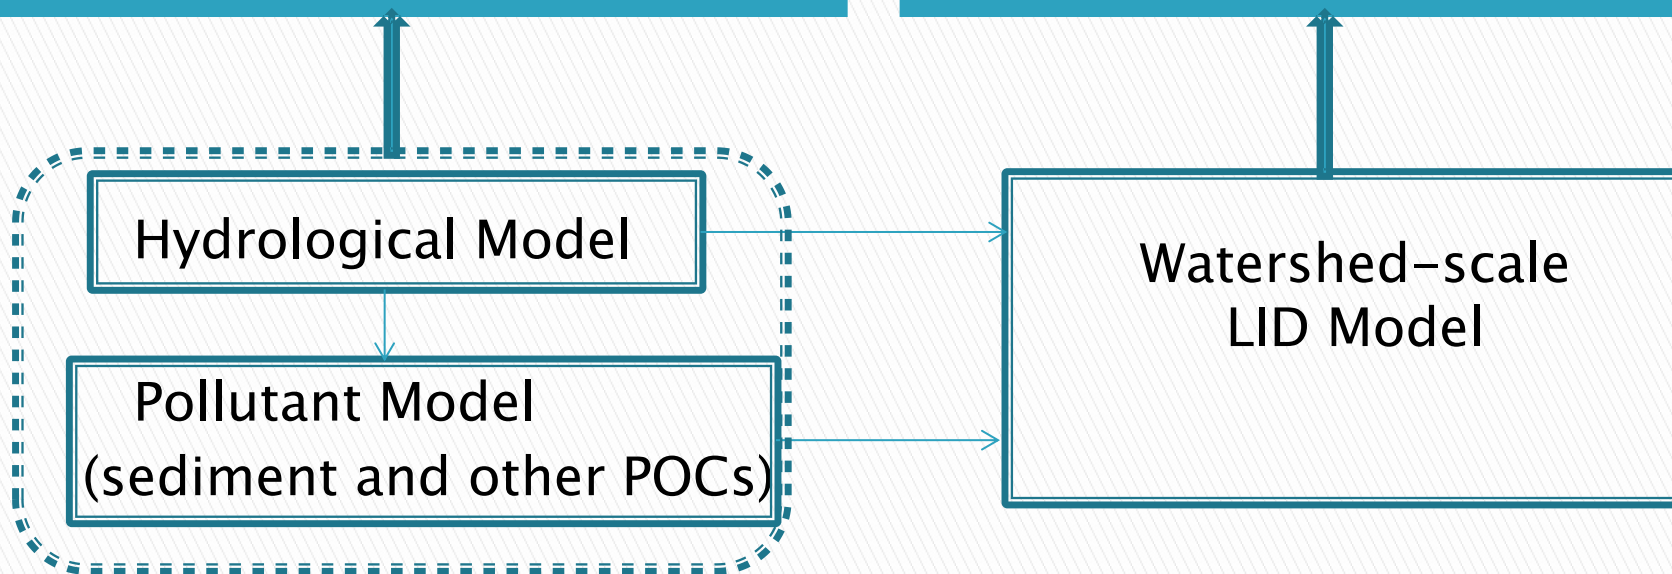 Hydrological Model
Pollutant Model
(sediment and other POCs)
Watershed-scale
LID Model